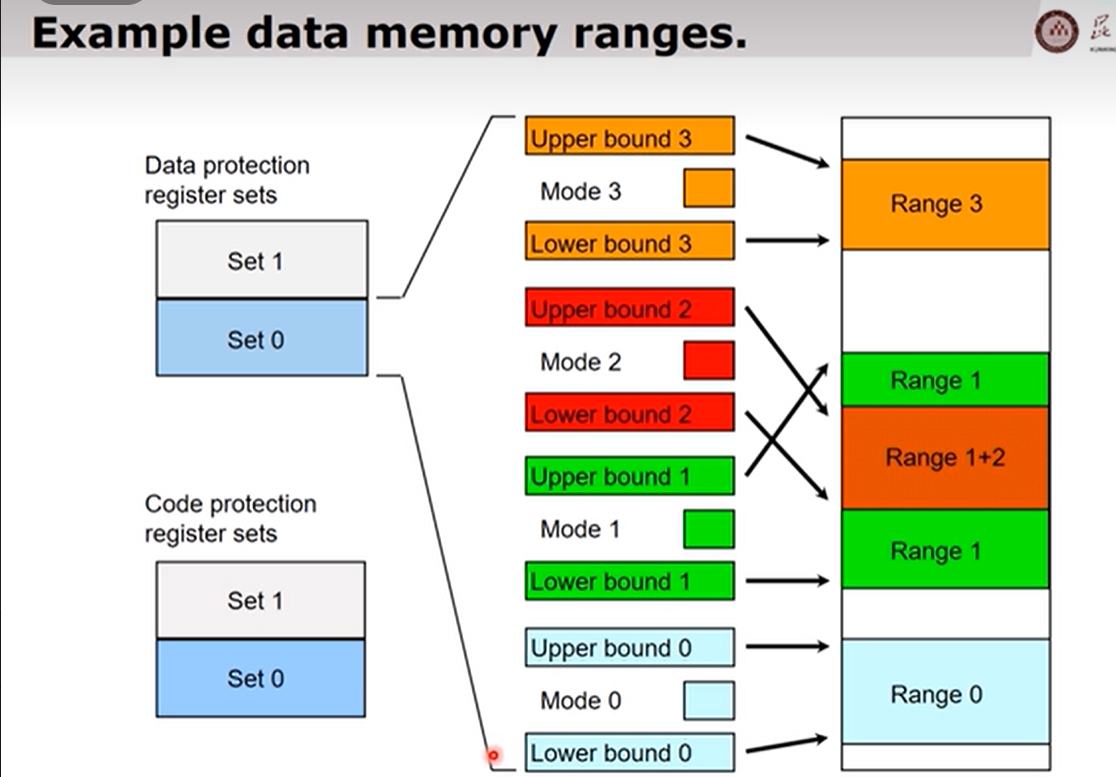 Example data memory ranges.
Data protection
register sets
Set 1
Set 0
Code protection
register sets
Set 1
Set 0
Upper bound 3
Mode 3
Lower bound 3
Upper bound 2
Mode 2
Lower bound 2
Upper bound 1
Mode 1
Lower bound 1
Upper bound 0
Mode 0
Lower bound 0
Range 3
Range 1
Range 1+2
Range 1
Range 0